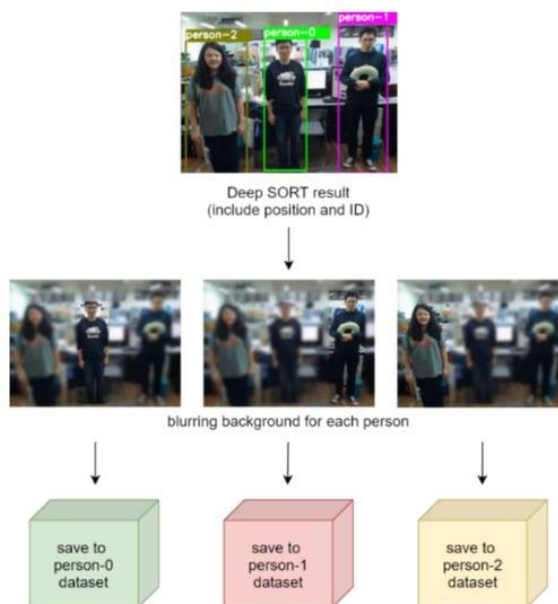 person-2
person-0
person-1
Deep SORT result
(include position and ID)
blurring background for each person
save to
person-0
dataset
save to
person-1
dataset
save to
person-2
dataset